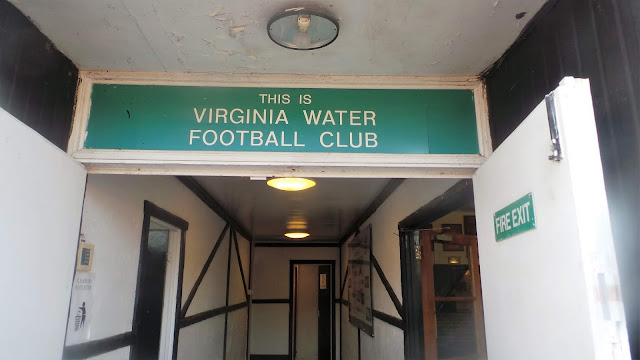 THIS IS
VIRGINIA WATER
FOOTBALL CLUB
FIRE EXIT